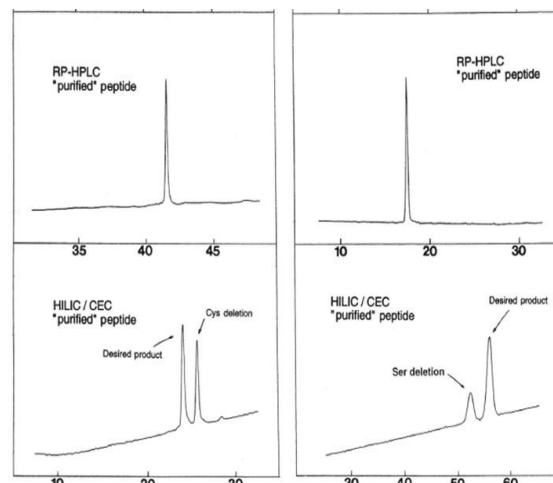 RP-HPLC
"purified" peptide
35 40 45
RP-HPLC
"purified" peptide
10 20 30
HILIC / CEC
"purified" peptide
Cys deletion
Desired product
10 20 30
HILIC / CEC
"purified" peptide
Desired product
Ser deletion
20 30 40 50 60